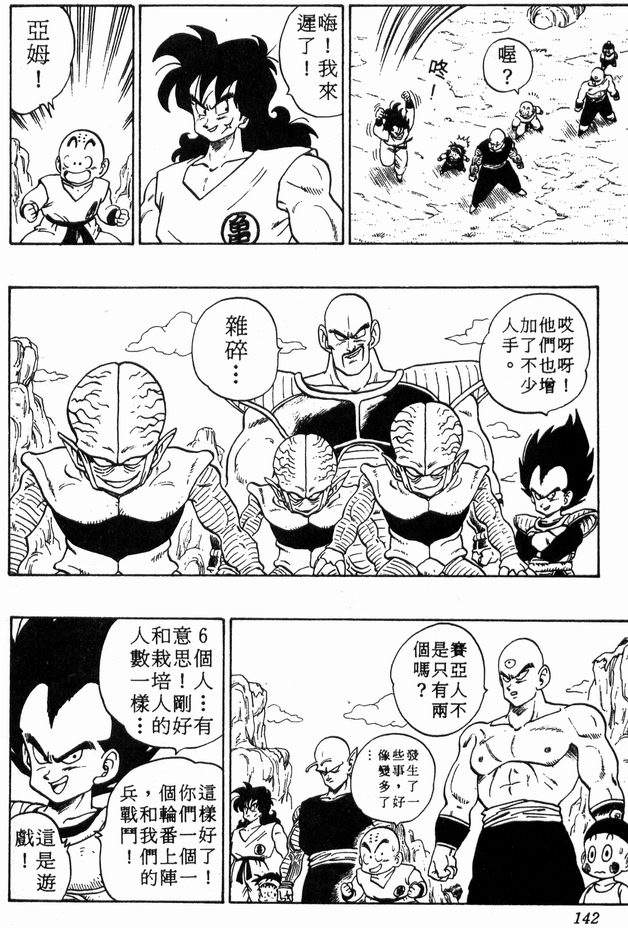 喔？
咚！
嗨！我來
遲了！
龜
亞姆！
哎呀呀！
他們也增
加了不少
人手。
雜碎…
賽亞人不
是只有兩
個嗎？
發生了一
些事，好
像變多了
…
6個人…有
意思！剛好
和栽培人的
人數一樣…
這樣好了！
你們一個一
個輪番上陣
，和我們的
兵戰鬥！
這是遊
戲！
142